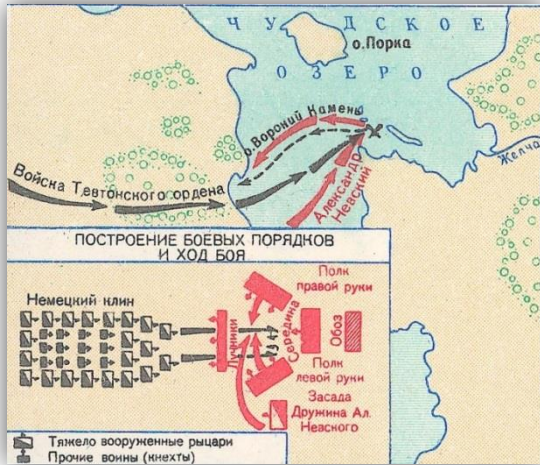 ЧУДСКОЕ
о.Порка
ОЗЕРО
о.Вороний Камень
Желча
Войска Тевтонского ордена
Александр
Невский
ПОСТРОЕНИЕ БОЕВЫХ ПОРЯДКОВ
И ХОД БОЯ
Полк
правой руки
Немецкий клин
Лучники
Середина
Обоз
Полк
левой руки
Засада
Дружина Ал.
Невского
Тяжело вооруженные рыцари
Прочие воины (кнехты)